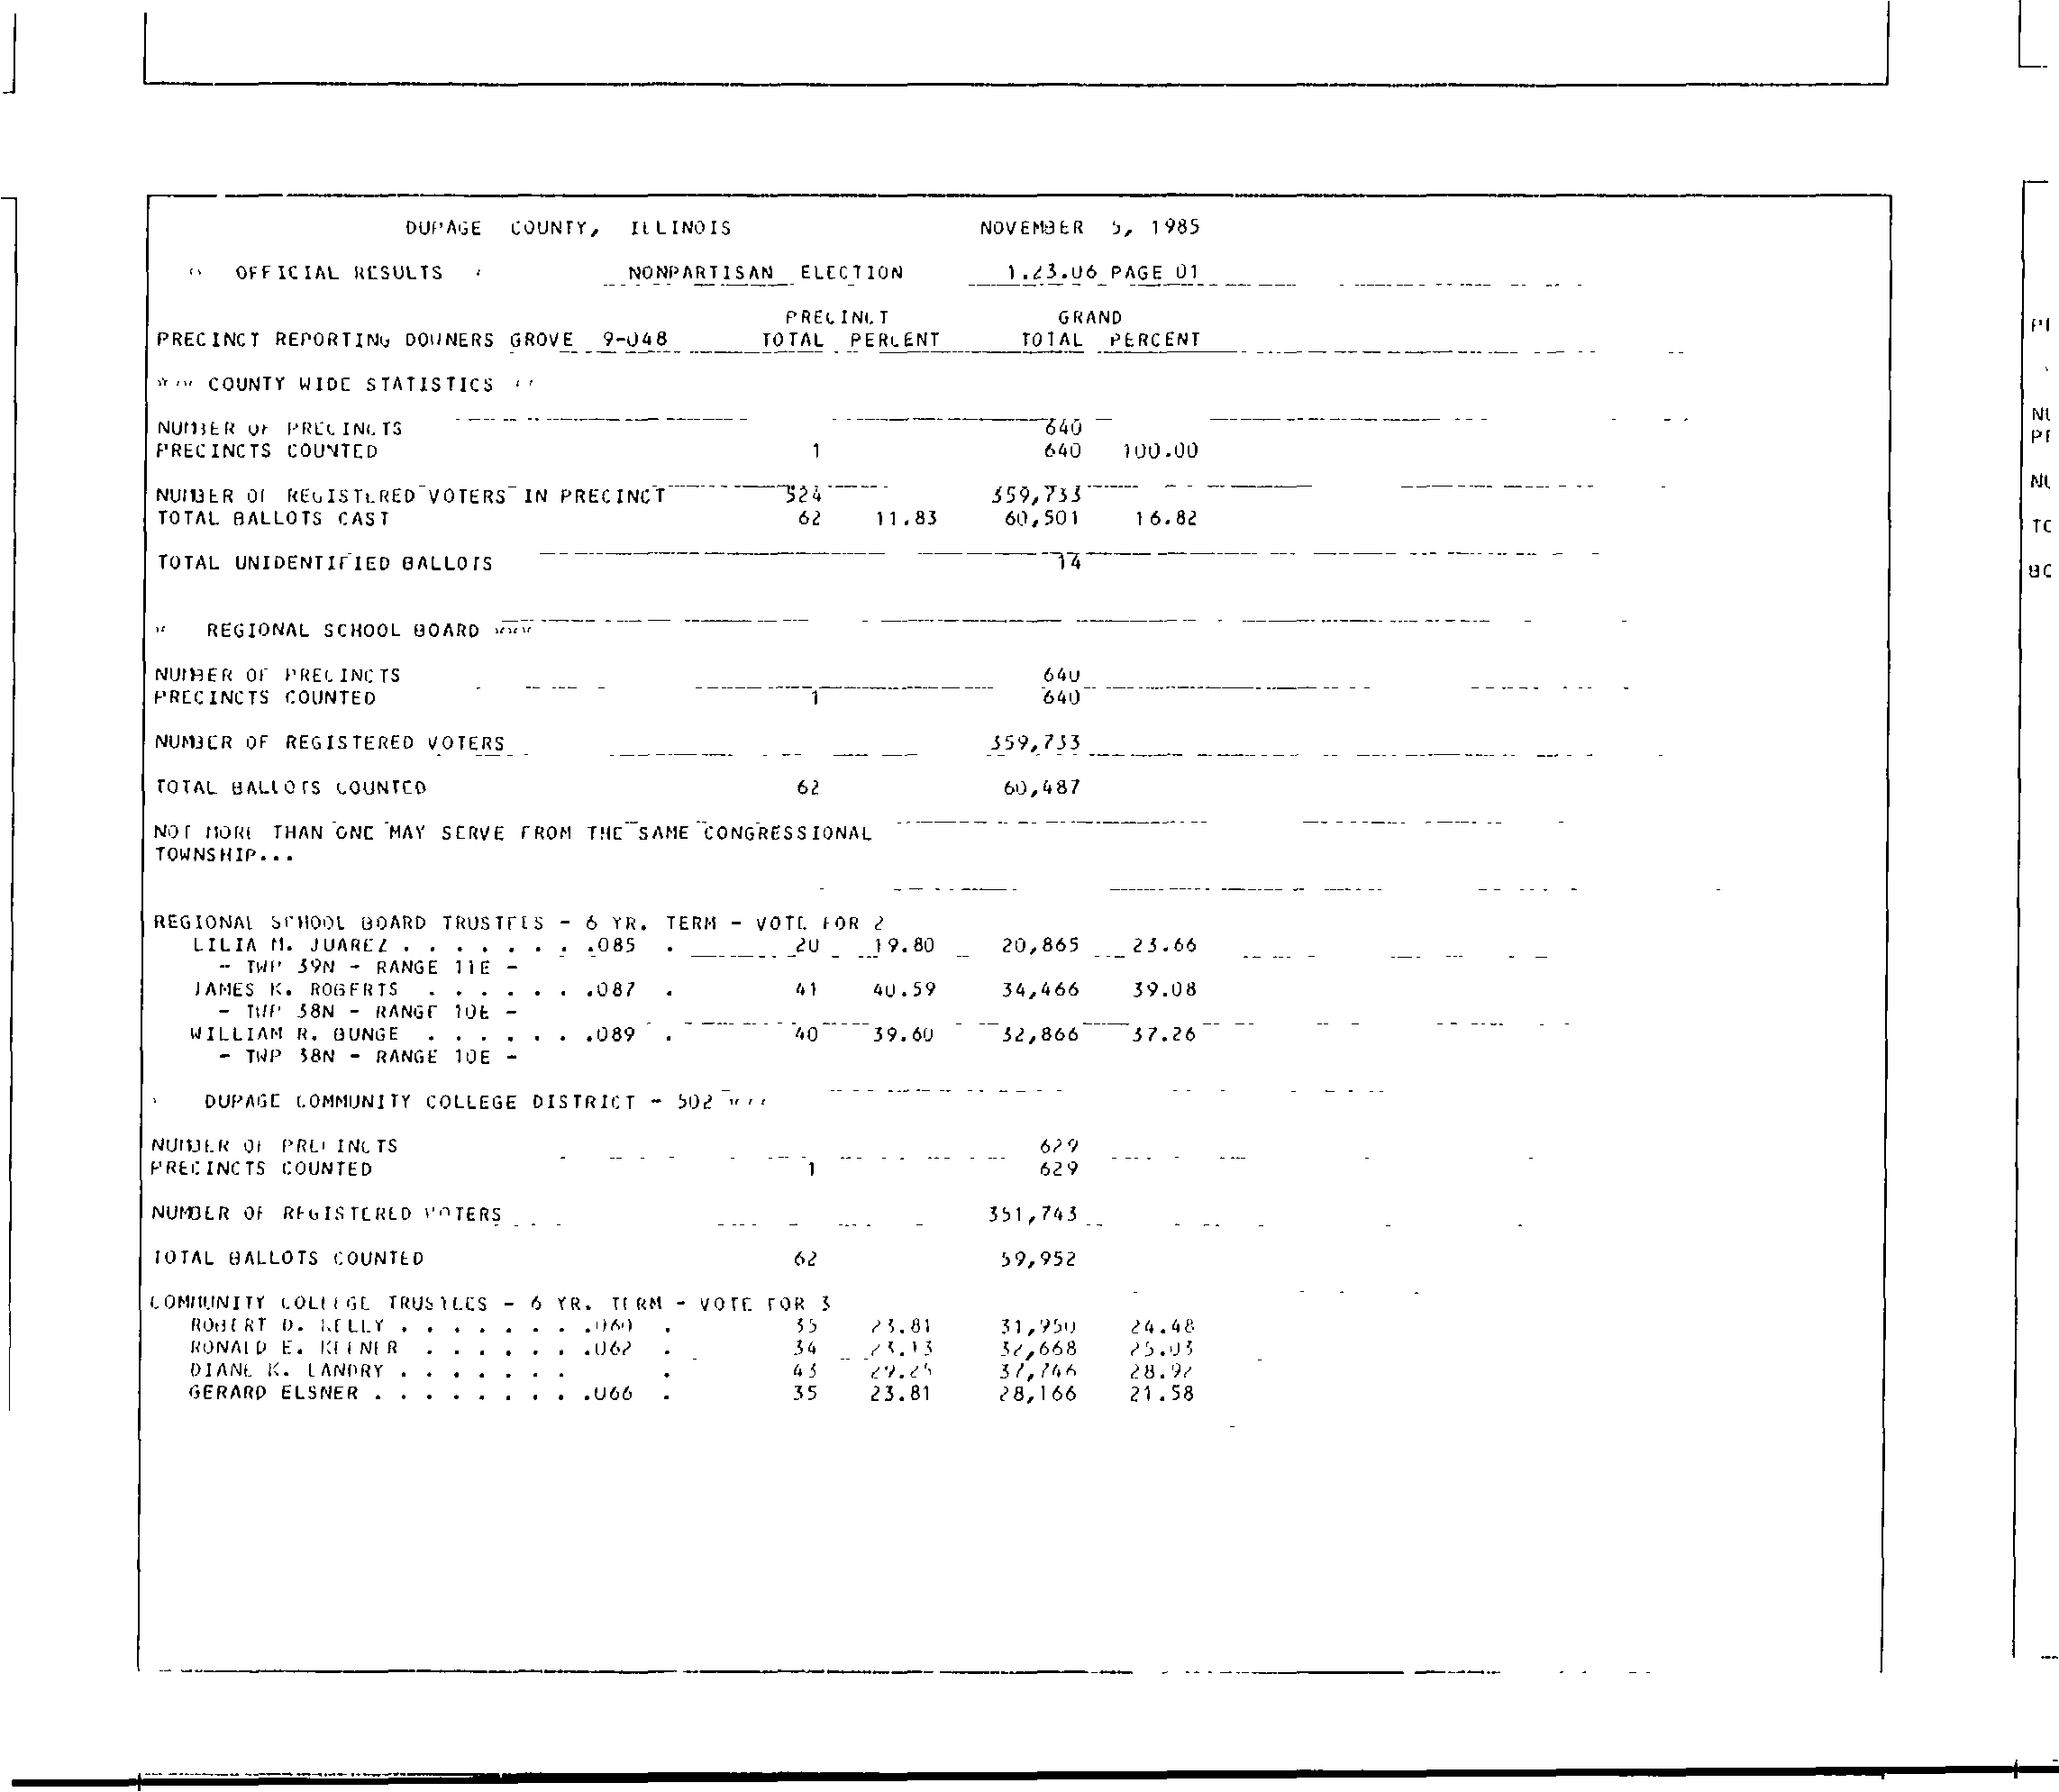 DUPAGE COUNTY, ILLINOIS NOVEMBER 5, 1985
OFFICIAL RESULTS NONPARTISAN ELECTION 1.23.06 PAGE 01
PRECINCT GRAND
PRECINCT REPORTING DOWNERS GROVE 9-048 TOTAL PERCENT TOTAL PERCENT
*** COUNTY WIDE STATISTICS
NUMBER OF PRECINCTS 640
PRECINCTS COUNTED 1 640 100.00
NUMBER OF REGISTERED VOTERS IN PRECINCT 524 359,733
TOTAL BALLOTS CAST 62 11.83 60,501 16.82
TOTAL UNIDENTIFIED BALLOTS 14
REGIONAL SCHOOL BOARD ***
NUMBER OF PRECINCTS 640
PRECINCTS COUNTED 1 640
NUMBER OF REGISTERED VOTERS 359,733
TOTAL BALLOTS COUNTED 62 60,487
NOT MORE THAN ONE MAY SERVE FROM THE SAME CONGRESSIONAL
TOWNSHIP...
REGIONAL SCHOOL BOARD TRUSTEES - 6 YR. TERM - VOTE FOR 2
LILIA M. JUAREZ . . . . . . . .085 . 20 19.80 20,865 23.66
- TWP 39N - RANGE 11E -
JAMES K. ROGERTS . . . . . . .087 . 41 40.59 34,466 39.08
- TWP 38N - RANGE 10E -
WILLIAM R. BUNGE . . . . . . .089 . 40 39.60 32,866 37.26
- TWP 38N - RANGE 10E -
DUPAGE COMMUNITY COLLEGE DISTRICT - 502 ***
NUMBER OF PRECINCTS 629
PRECINCTS COUNTED 1 629
NUMBER OF REGISTERED VOTERS 351,743
TOTAL BALLOTS COUNTED 62 59,952
COMMUNITY COLLEGE TRUSTEES - 6 YR. TERM - VOTE FOR 3
ROBERT D. KELLY . . . . . . . .060 . 35 23.81 31,950 24.48
RONALD E. KEENER . . . . . . .062 . 34 23.13 32,668 25.03
DIANE K. LANDRY . . . . . . . . 43 29.25 37,746 28.92
GERARD ELSNER . . . . . . . . .066 . 35 23.81 28,166 21.58